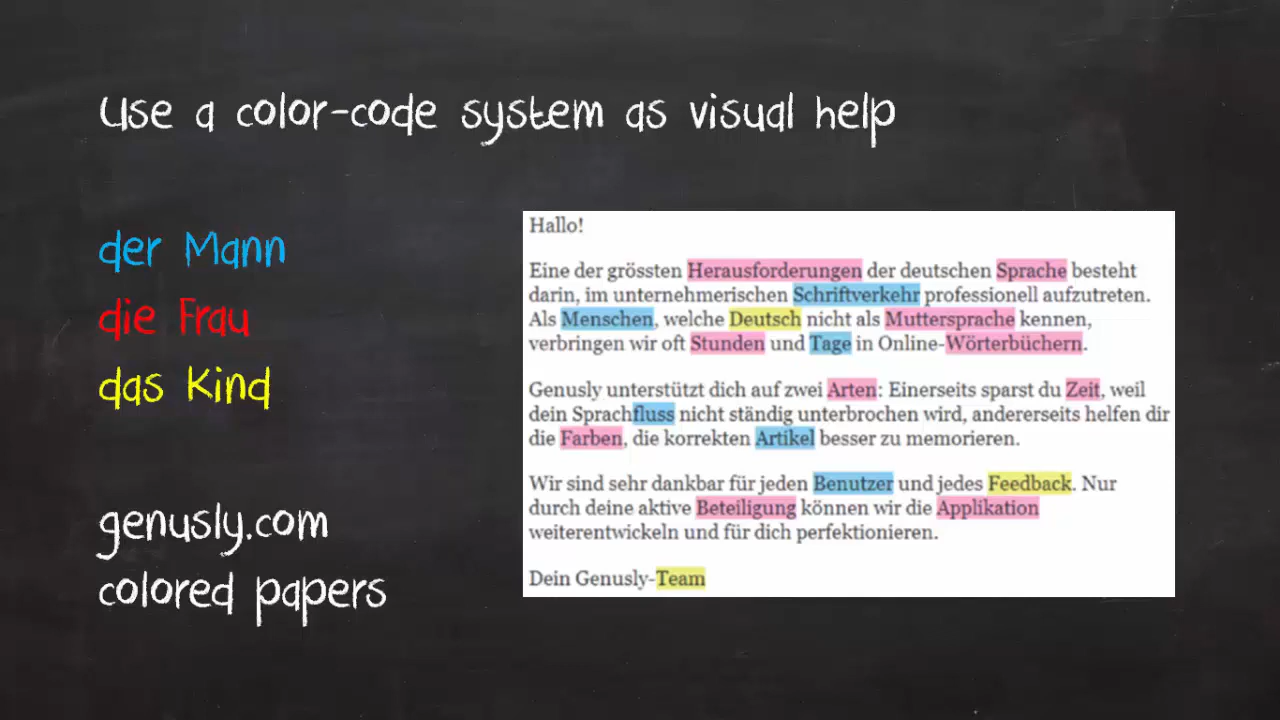 Use a color-code system as visual help
der Mann
die Frau
das Kind
genusly.com
colored papers
Hallo!
Eine der grössten Herausforderungen der deutschen Sprache besteht
darin, im unternehmerischen Schriftverkehr professionell aufzutreten.
Als Menschen, welche Deutsch nicht als Muttersprache kennen,
verbringen wir oft Stunden und Tage in Online-Wörterbüchern.
Genusly unterstützt dich auf zwei Arten: Einerseits sparst du Zeit, weil
dein Sprachfluss nicht ständig unterbrochen wird, andererseits helfen dir
die Farben, die korrekten Artikel besser zu memorieren.
Wir sind sehr dankbar für jeden Benutzer und jedes Feedback. Nur
durch deine aktive Beteiligung können wir die Applikation
weiterentwickeln und für dich perfektionieren.
Dein Genusly-Team